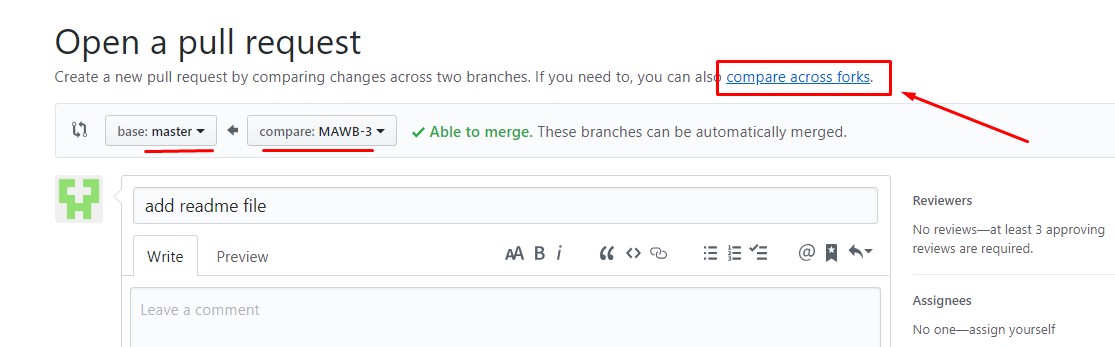 Open a pull request
Create a new pull request by comparing changes across two branches. If you need to, you can also compare across forks.
base: master
compare: MAWB-3
Able to merge. These branches can be automatically merged.
add readme file
Write
Preview
AA B i
@
Leave a comment
Reviewers
No reviews—at least 3 approving
reviews are required.
Assignees
No one—assign yourself